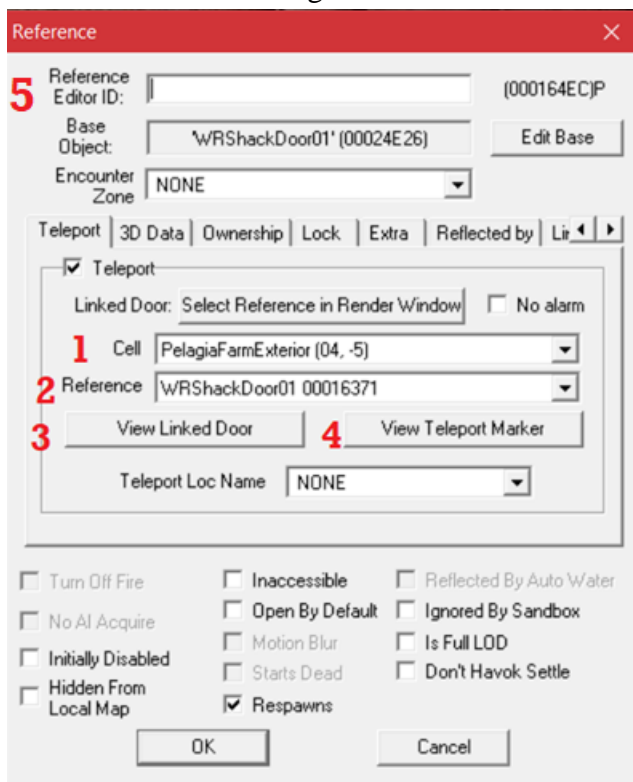 Reference
5 Reference Editor ID: (000164EC)P
Base Object: 'WRShackDoor01' (00024E26) Edit Base
Encounter Zone NONE
Teleport 3D Data Ownership Lock Extra Reflected by Lir
Teleport
Linked Door: Select Reference in Render Window No alarm
1 Cell PelagiaFarmExterior (04, -5)
2 Reference WRShackDoor01 00016371
3 View Linked Door 4 View Teleport Marker
Teleport Loc Name NONE
Turn Off Fire Inaccessible Reflected By Auto Water
No AI Acquire Open By Default Ignored By Sandbox
Motion Blur Is Full LOD
Initially Disabled Starts Dead Don't Havok Settle
Hidden From Local Map Respawns
OK Cancel